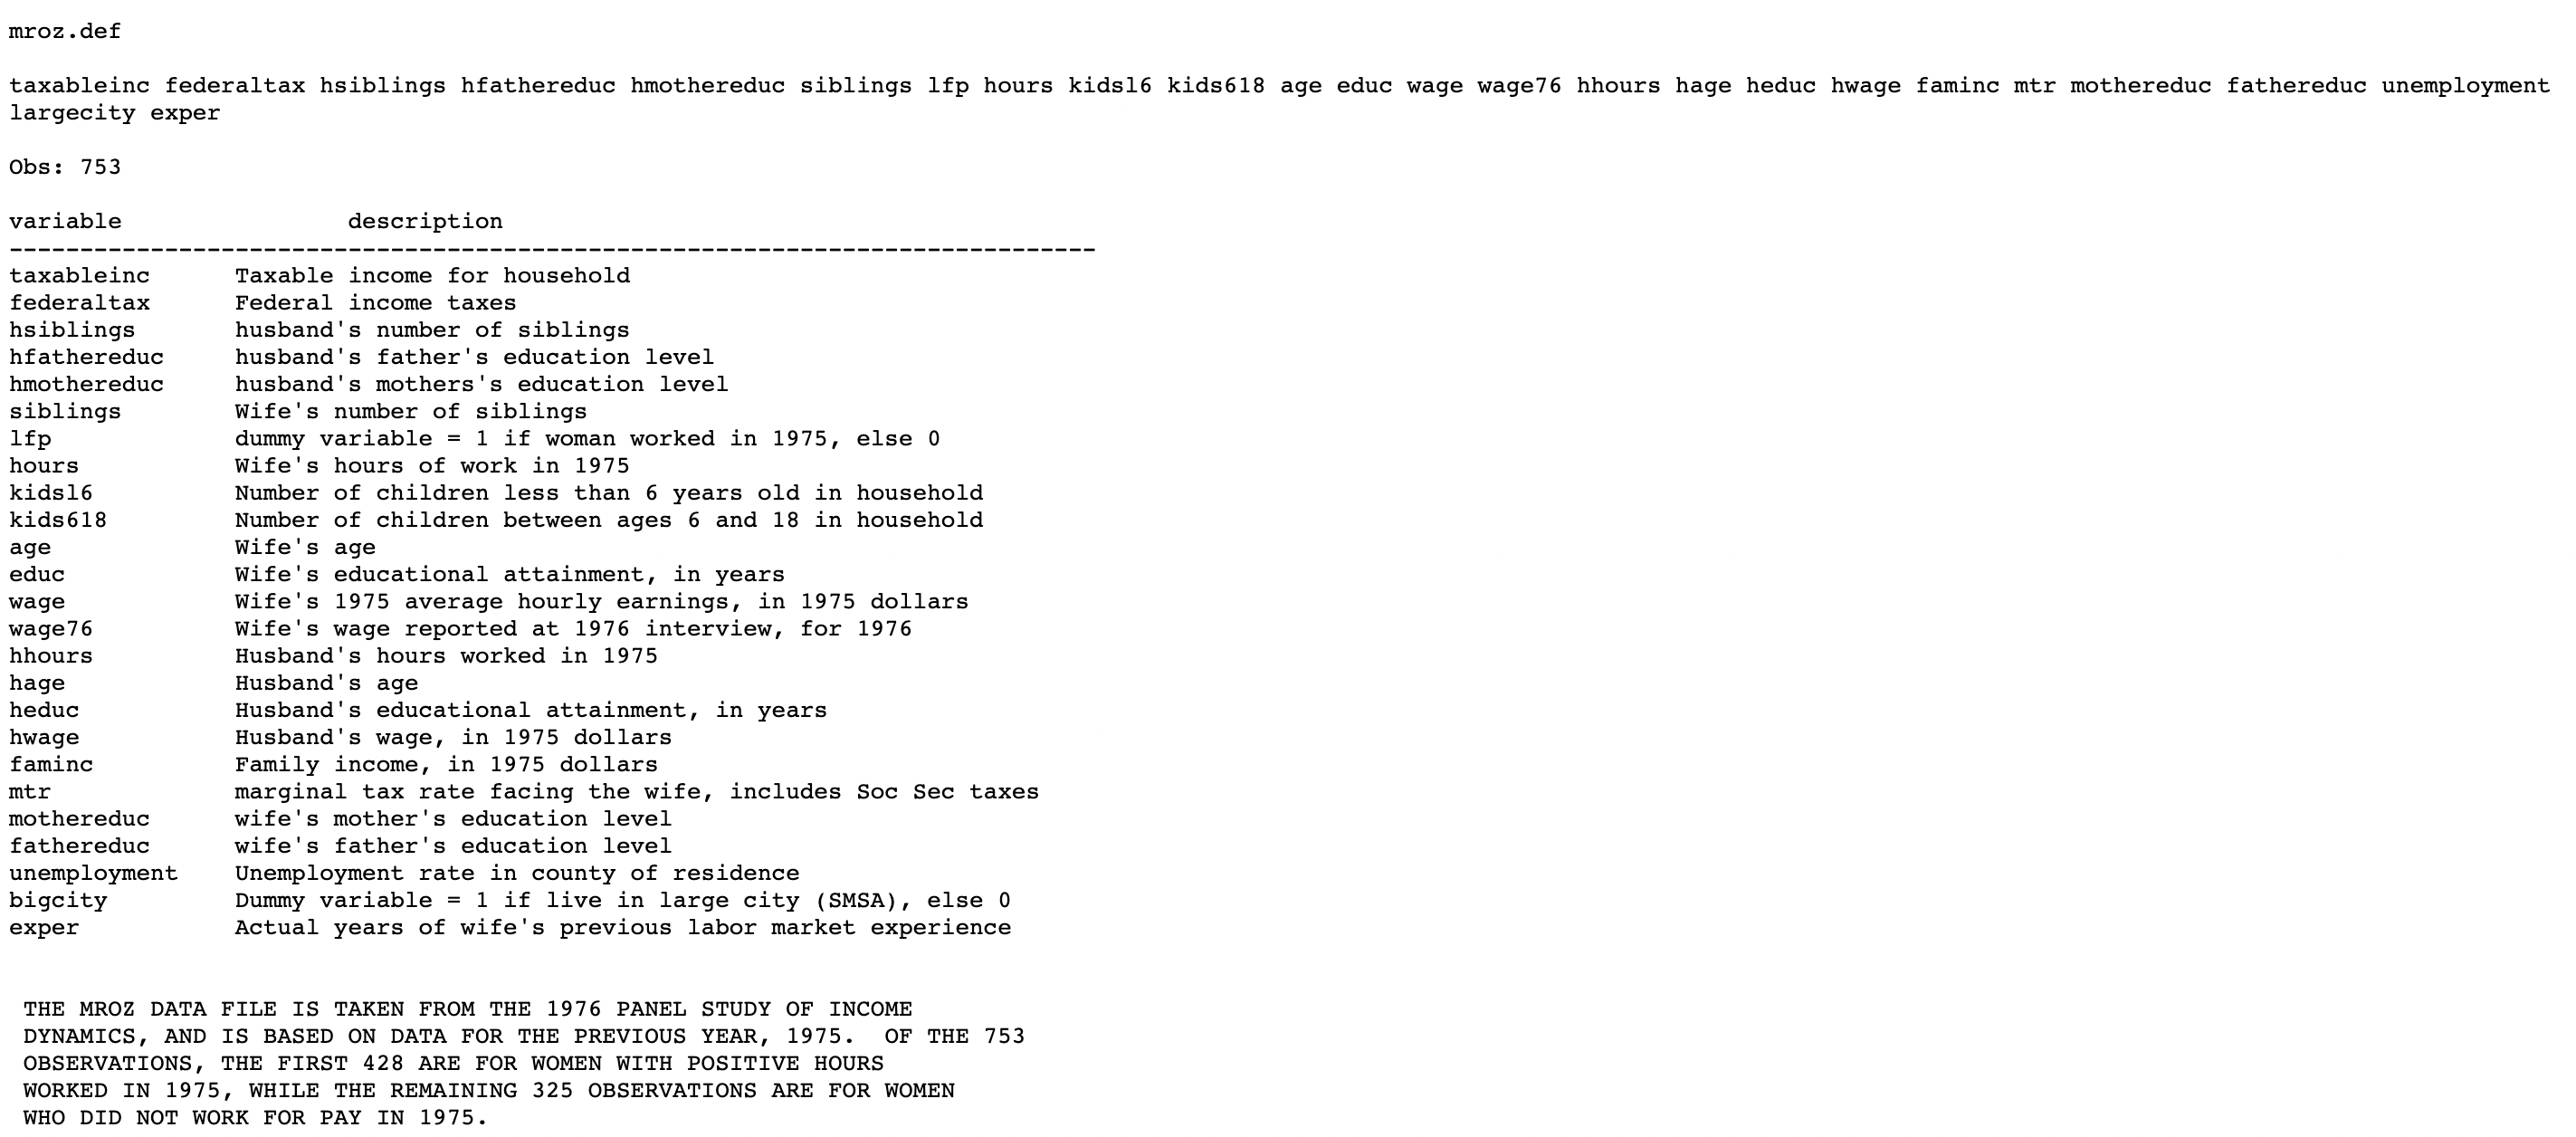 mroz.def
taxableinc federaltax hsiblings hfathereduc hmothereduc siblings lfp hours kidsl6 kids618 age educ wage wage76 hhours hage heduc hwage faminc mtr mothereduc fathereduc unemployment
largecity exper
Obs: 753
variable                description
-----------------------------------------------------------------------------
taxableinc      Taxable income for household
federaltax      Federal income taxes
hsiblings       husband's number of siblings
hfathereduc     husband's father's education level
hmothereduc     husband's mothers's education level
siblings        Wife's number of siblings
lfp             dummy variable = 1 if woman worked in 1975, else 0
hours           Wife's hours of work in 1975
kidsl6          Number of children less than 6 years old in household
kids618         Number of children between ages 6 and 18 in household
age             Wife's age
educ            Wife's educational attainment, in years
wage            Wife's 1975 average hourly earnings, in 1975 dollars
wage76          Wife's wage reported at 1976 interview, for 1976
hhours          Husband's hours worked in 1975
hage            Husband's age
heduc           Husband's educational attainment, in years
hwage           Husband's wage, in 1975 dollars
faminc          Family income, in 1975 dollars
mtr             marginal tax rate facing the wife, includes Soc Sec taxes
mothereduc      wife's mother's education level
fathereduc      wife's father's education level
unemployment    Unemployment rate in county of residence
bigcity         Dummy variable = 1 if live in large city (SMSA), else 0
exper           Actual years of wife's previous labor market experience
THE MROZ DATA FILE IS TAKEN FROM THE 1976 PANEL STUDY OF INCOME
DYNAMICS, AND IS BASED ON DATA FOR THE PREVIOUS YEAR, 1975.  OF THE 753
OBSERVATIONS, THE FIRST 428 ARE FOR WOMEN WITH POSITIVE HOURS
WORKED IN 1975, WHILE THE REMAINING 325 OBSERVATIONS ARE FOR WOMEN
WHO DID NOT WORK FOR PAY IN 1975.